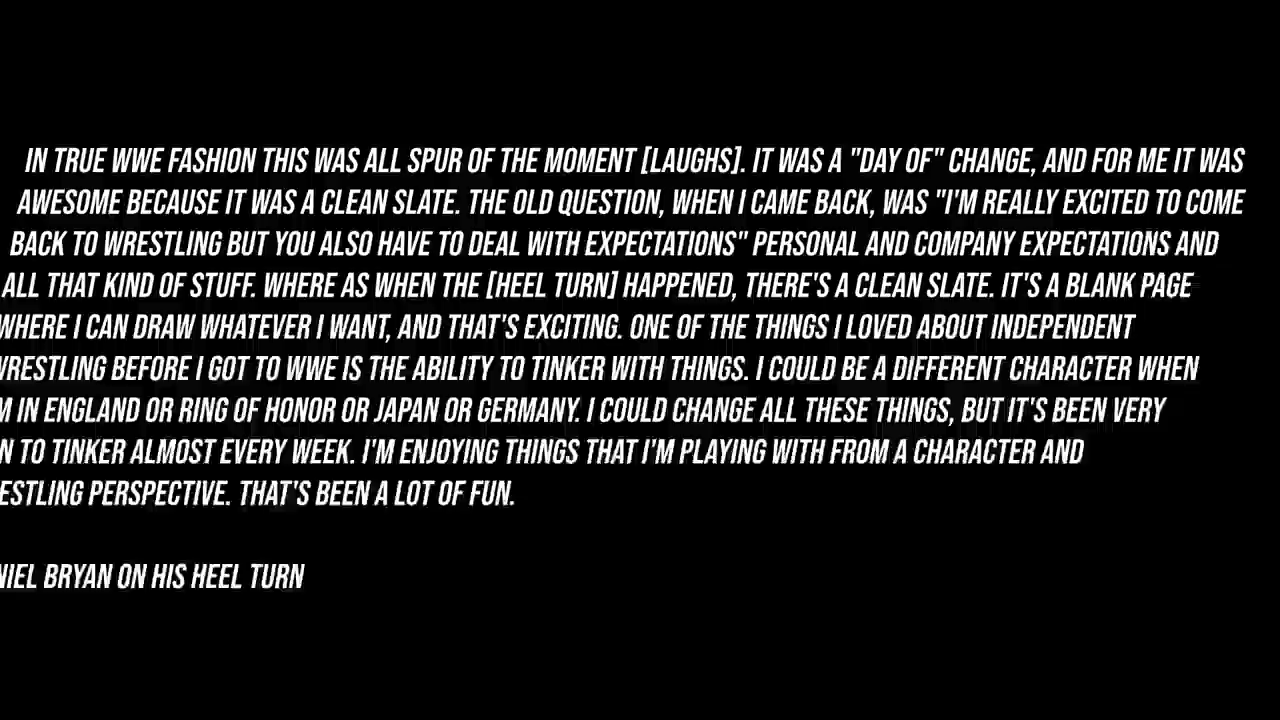 IN TRUE WWE FASHION THIS WAS ALL SPUR OF THE MOMENT [LAUGHS]. IT WAS A "DAY OF" CHANGE, AND FOR ME IT WAS
AWESOME BECAUSE IT WAS A CLEAN SLATE. THE OLD QUESTION, WHEN I CAME BACK, WAS "I'M REALLY EXCITED TO COME
BACK TO WRESTLING BUT YOU ALSO HAVE TO DEAL WITH EXPECTATIONS" PERSONAL AND COMPANY EXPECTATIONS AND
ALL THAT KIND OF STUFF. WHERE AS WHEN THE [HEEL TURN] HAPPENED, THERE'S A CLEAN SLATE. IT'S A BLANK PAGE
WHERE I CAN DRAW WHATEVER I WANT, AND THAT'S EXCITING. ONE OF THE THINGS I LOVED ABOUT INDEPENDENT
WRESTLING BEFORE I GOT TO WWE IS THE ABILITY TO TINKER WITH THINGS. I COULD BE A DIFFERENT CHARACTER WHEN
M IN ENGLAND OR RING OF HONOR OR JAPAN OR GERMANY. I COULD CHANGE ALL THESE THINGS, BUT IT'S BEEN VERY
N TO TINKER ALMOST EVERY WEEK. I'M ENJOYING THINGS THAT I'M PLAYING WITH FROM A CHARACTER AND
ESTLING PERSPECTIVE. THAT'S BEEN A LOT OF FUN.
NIEL BRYAN ON HIS HEEL TURN